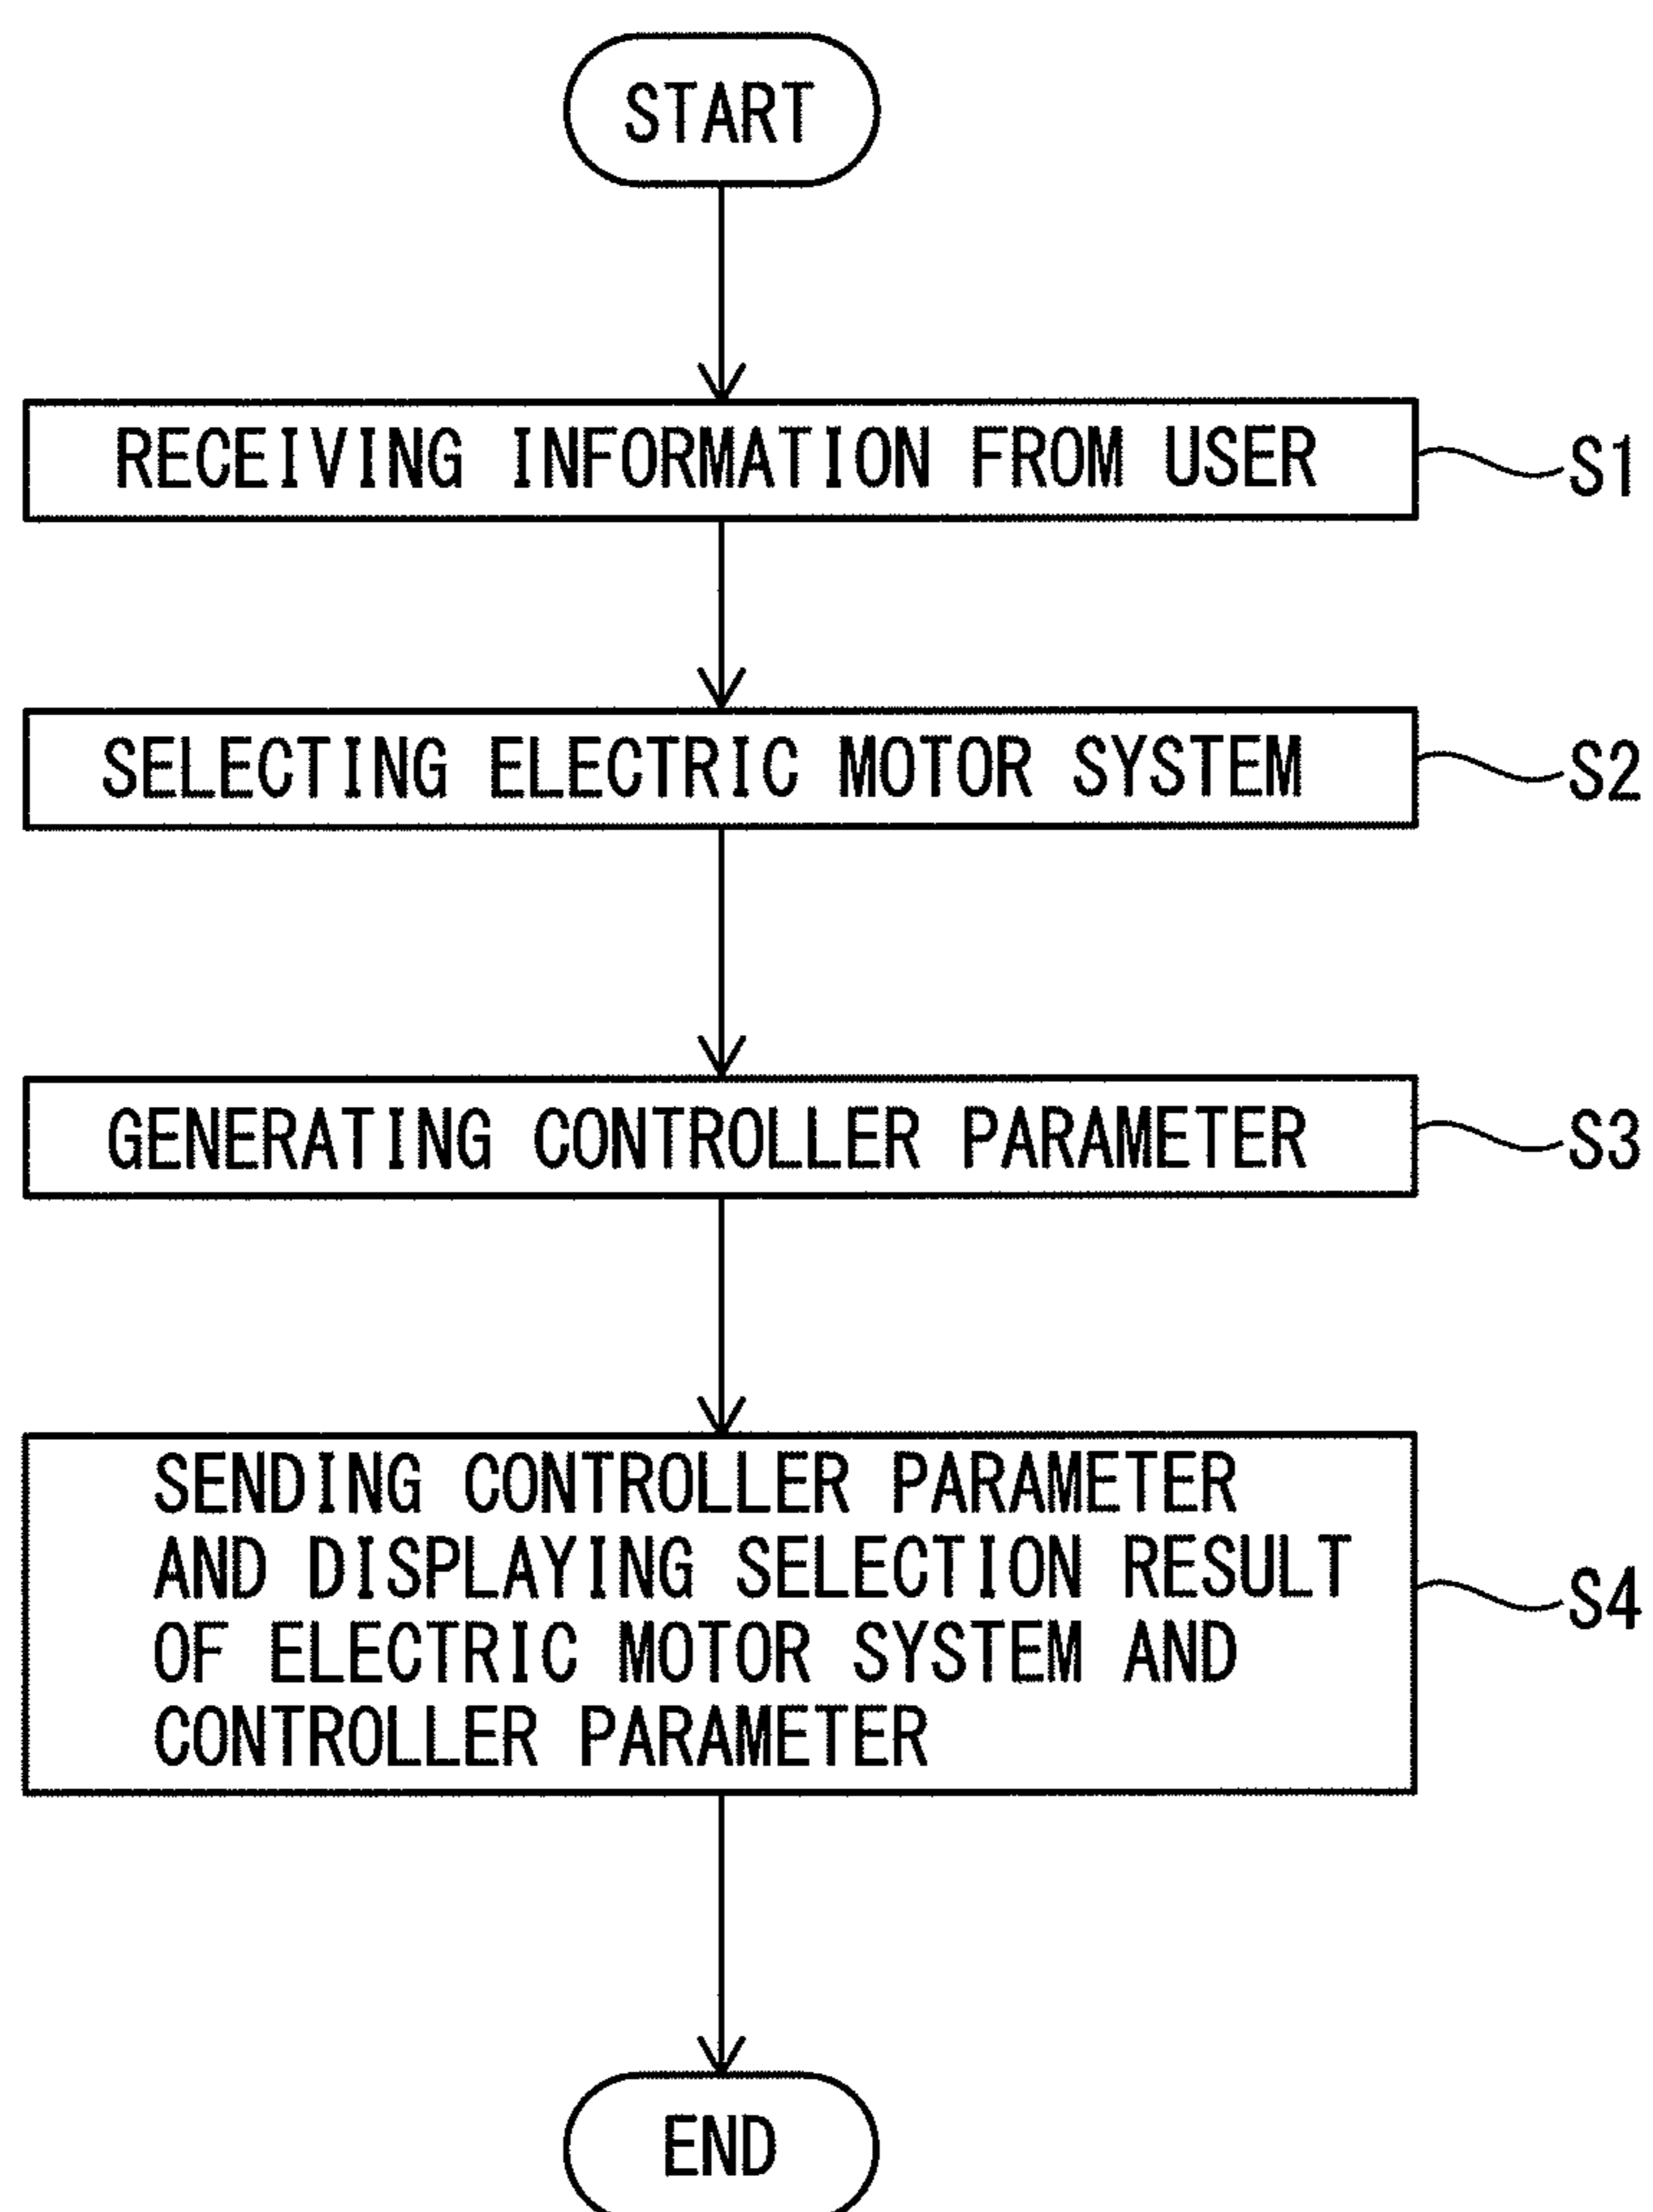 START
RECEIVING INFORMATION FROM USER
S1
SELECTING ELECTRIC MOTOR SYSTEM
S2
GENERATING CONTROLLER PARAMETER
S3
SENDING CONTROLLER PARAMETER
AND DISPLAYING SELECTION RESULT
OF ELECTRIC MOTOR SYSTEM AND
CONTROLLER PARAMETER
S4
END